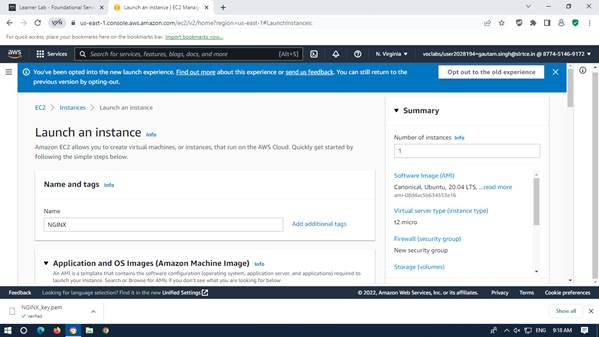 Learner Lab - Foundational Servic
Launch an instance | EC2 Manag
us-east-1.console.aws.amazon.com/ec2/v2/home?region=us-east-1#LaunchInstances:
VPN
For quick access, place your bookmarks here on the bookmarks bar. Import bookmarks now...
aws
Services
Search for services, features, blogs, docs, and more
[Alt+S]
N. Virginia
voclabs/user2028194=gautam.singh@slrtce.in @ 8774-5146-9172
You've been opted into the new launch experience. Find out more about this experience or send us feedback. You can still return to the
previous version by opting-out.
Opt out to the old experience
EC2
Instances
Launch an instance
Launch an instance Info
Amazon EC2 allows you to create virtual machines, or instances, that run on the AWS Cloud. Quickly get started by
following the simple steps below.
Name and tags Info
Name
NGINX
Add additional tags
Application and OS Images (Amazon Machine Image) Info
An AMI is a template that contains the software configuration (operating system, application server, and applications) required to
launch your instance. Search or Browse for AMIs if you don't see what you are looking for below
Summary
Number of instances Info
1
Software Image (AMI)
Canonical, Ubuntu, 20.04 LTS, ...read more
ami-08d4ac5b634553e16
Virtual server type (instance type)
t2.micro
Firewall (security group)
New security group
Storage (volumes)
Feedback
Looking for language selection? Find it in the new Unified Settings
© 2022, Amazon Web Services, Inc. or its affiliates.
Privacy
Terms
Cookie preferences
NGINX_key.pem
Verified
Show all
ENG
9:18 AM